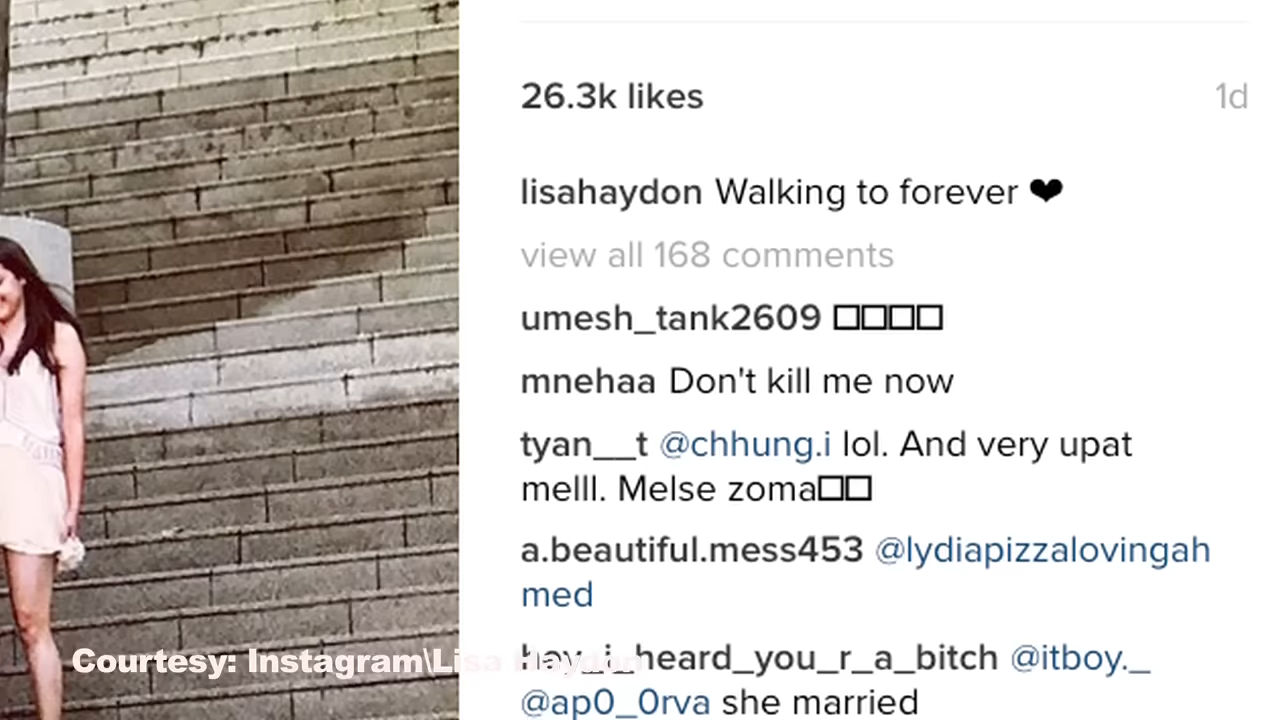 26.3k likes
1d
lisahaydon Walking to forever ❤
view all 168 comments
umesh_tank2609 □□□□
mnehaa Don't kill me now
tyan__t @chhung.i lol. And very upat
melll. Melse zoma□□
a.beautiful.mess453 @lydiapizzalovingah
med
hey_i_heard_you_r_a_bitch @itboy._
@ap0_0rva she married
Courtesy: Instagram\Lisa Haydon